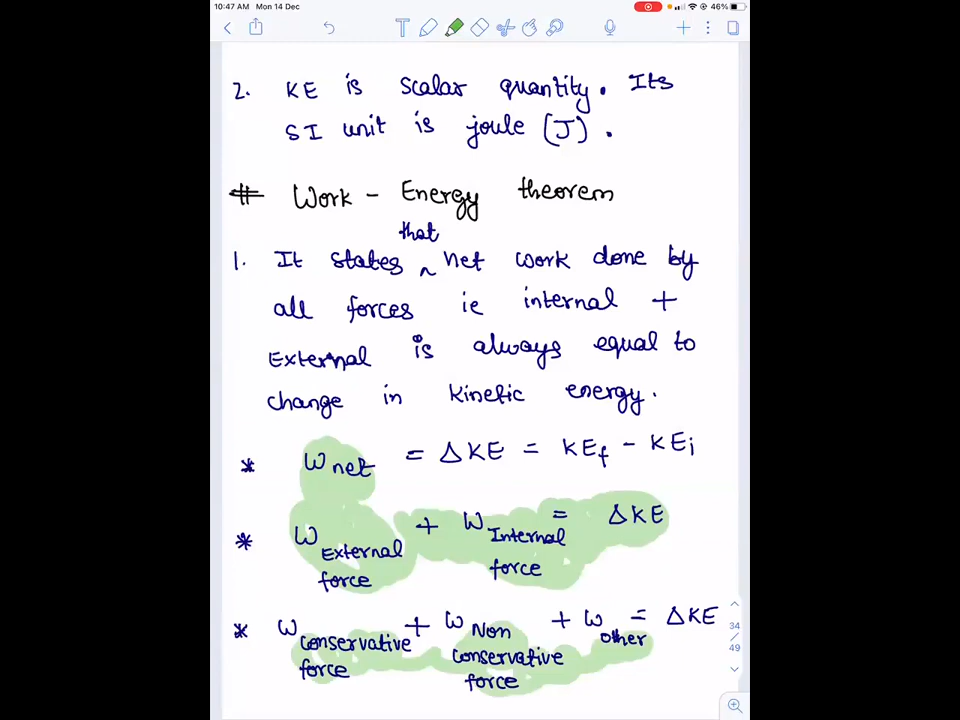 10:47 AM Mon 14 Dec
46%
2. KE is scalar quantity. Its
SI unit is joule (J).
# Work - Energy theorem
that
1. It states ^ net work done by
all forces ie internal +
External is always equal to
change in kinetic energy.
* W net = ΔKE = KEf - KEi
* W External force + W Internal force = ΔKE
* W conservative force + W Non conservative force + W other = ΔKE
34
/
49